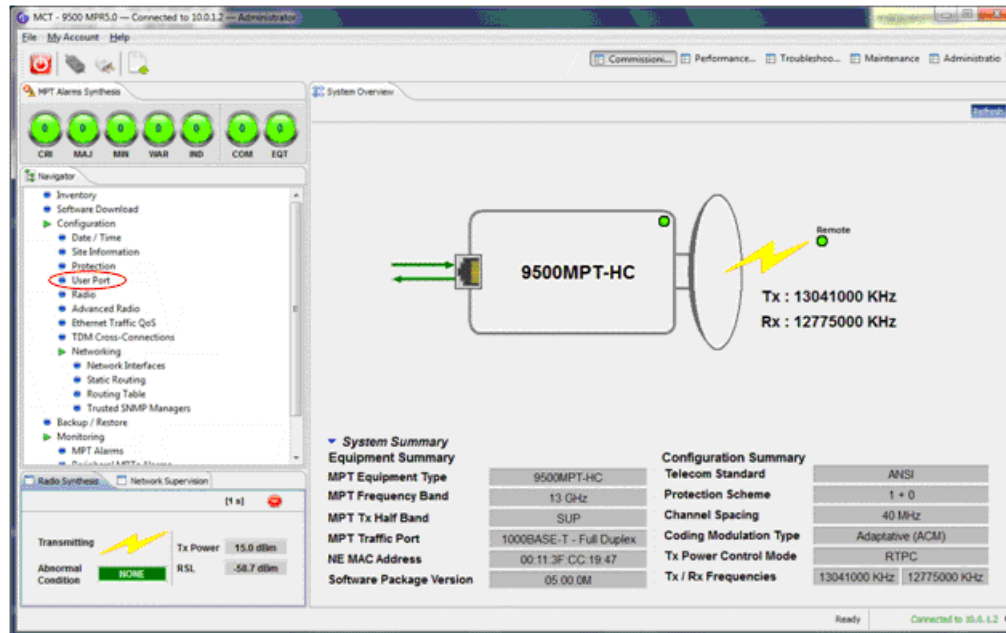 MCT - 9500 MPR5.0 — Connected to 10.0.1.2 — Administrator
File My Account Help
Commissioni... Performance... Troubleshoo... Maintenance Administratio
MPT Alarms Synthesis
0 0 0 0 0 0 0
CRI MAJ MIN WAR IND COM EQT
Navigator
Inventory
Software Download
Configuration
Date / Time
Site Information
Protection
User Port
Radio
Advanced Radio
Ethernet Traffic QoS
TDM Cross-Connections
Networking
Network Interfaces
Static Routing
Routing Table
Trusted SNMP Managers
Backup / Restore
Monitoring
MPT Alarms
Radio Synthesis Network Supervision
[1 s]
Transmitting
Tx Power 15.0 dBm
Abnormal Condition NONE
RSL -58.7 dBm
System Overview
Refresh
9500MPT-HC
Remote
Tx : 13041000 KHz
Rx : 12775000 KHz
System Summary
Equipment Summary
MPT Equipment Type 9500MPT-HC
MPT Frequency Band 13 GHz
MPT Tx Half Band SUP
MPT Traffic Port 1000BASE-T - Full Duplex
NE MAC Address 00:11:3F:CC:19:47
Software Package Version 05.00.0M
Configuration Summary
Telecom Standard ANSI
Protection Scheme 1 + 0
Channel Spacing 40 MHz
Coding Modulation Type Adaptative (ACM)
Tx Power Control Mode RTPC
Tx / Rx Frequencies 13041000 KHz 12775000 KHz
Ready Connected to 10.0.1.2